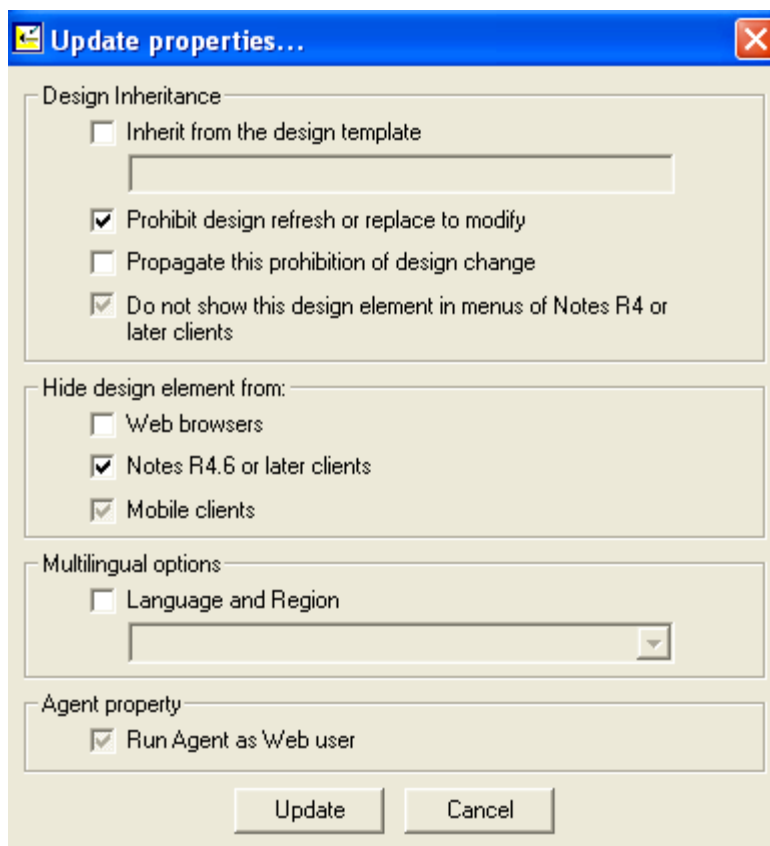 Update properties...
Design Inheritance
Inherit from the design template
Prohibit design refresh or replace to modify
Propagate this prohibition of design change
Do not show this design element in menus of Notes R4 or
later clients
Hide design element from:
Web browsers
Notes R4.6 or later clients
Mobile clients
Multilingual options
Language and Region
Agent property
Run Agent as Web user
Update
Cancel